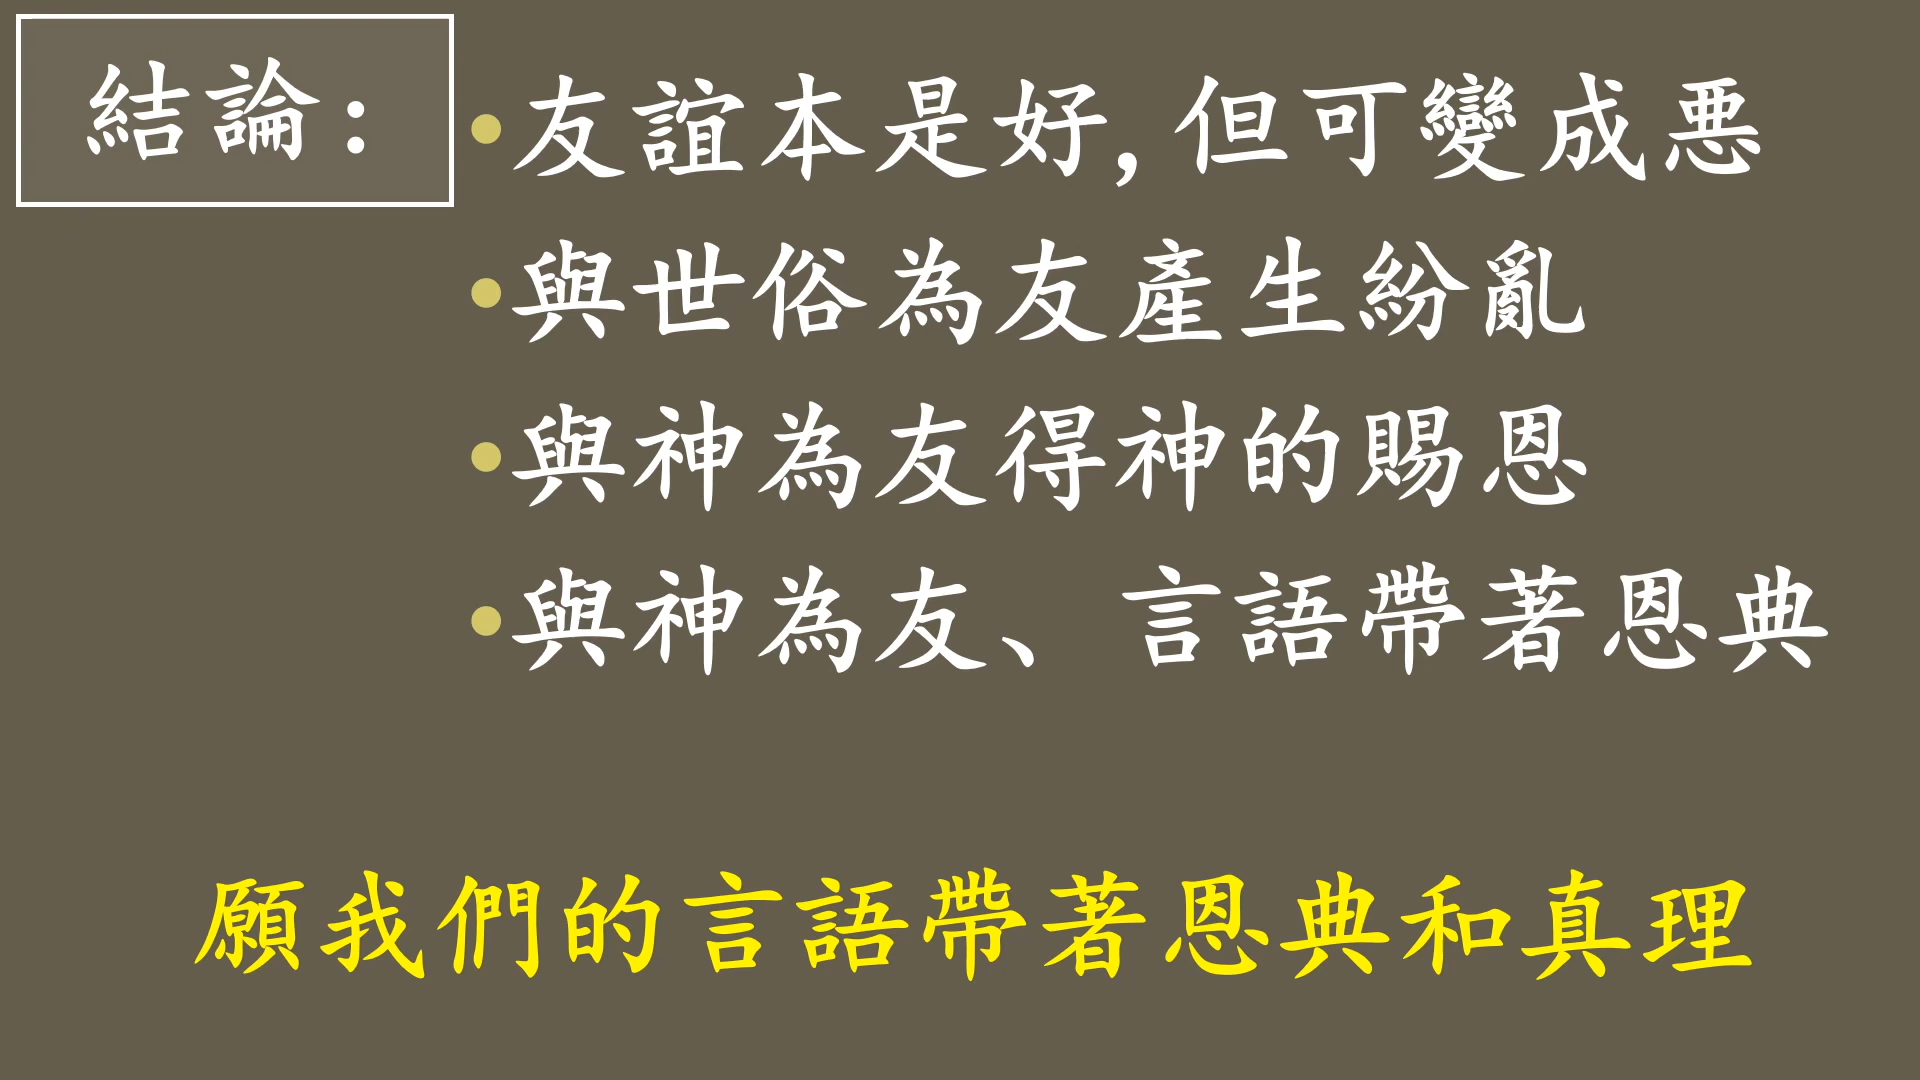 結論:
•友誼本是好,但可變成悪
•與世俗為友產生紛亂
•與神為友得神的賜恩
•與神為友、言語帶著恩典
願我們的言語帶著恩典和真理